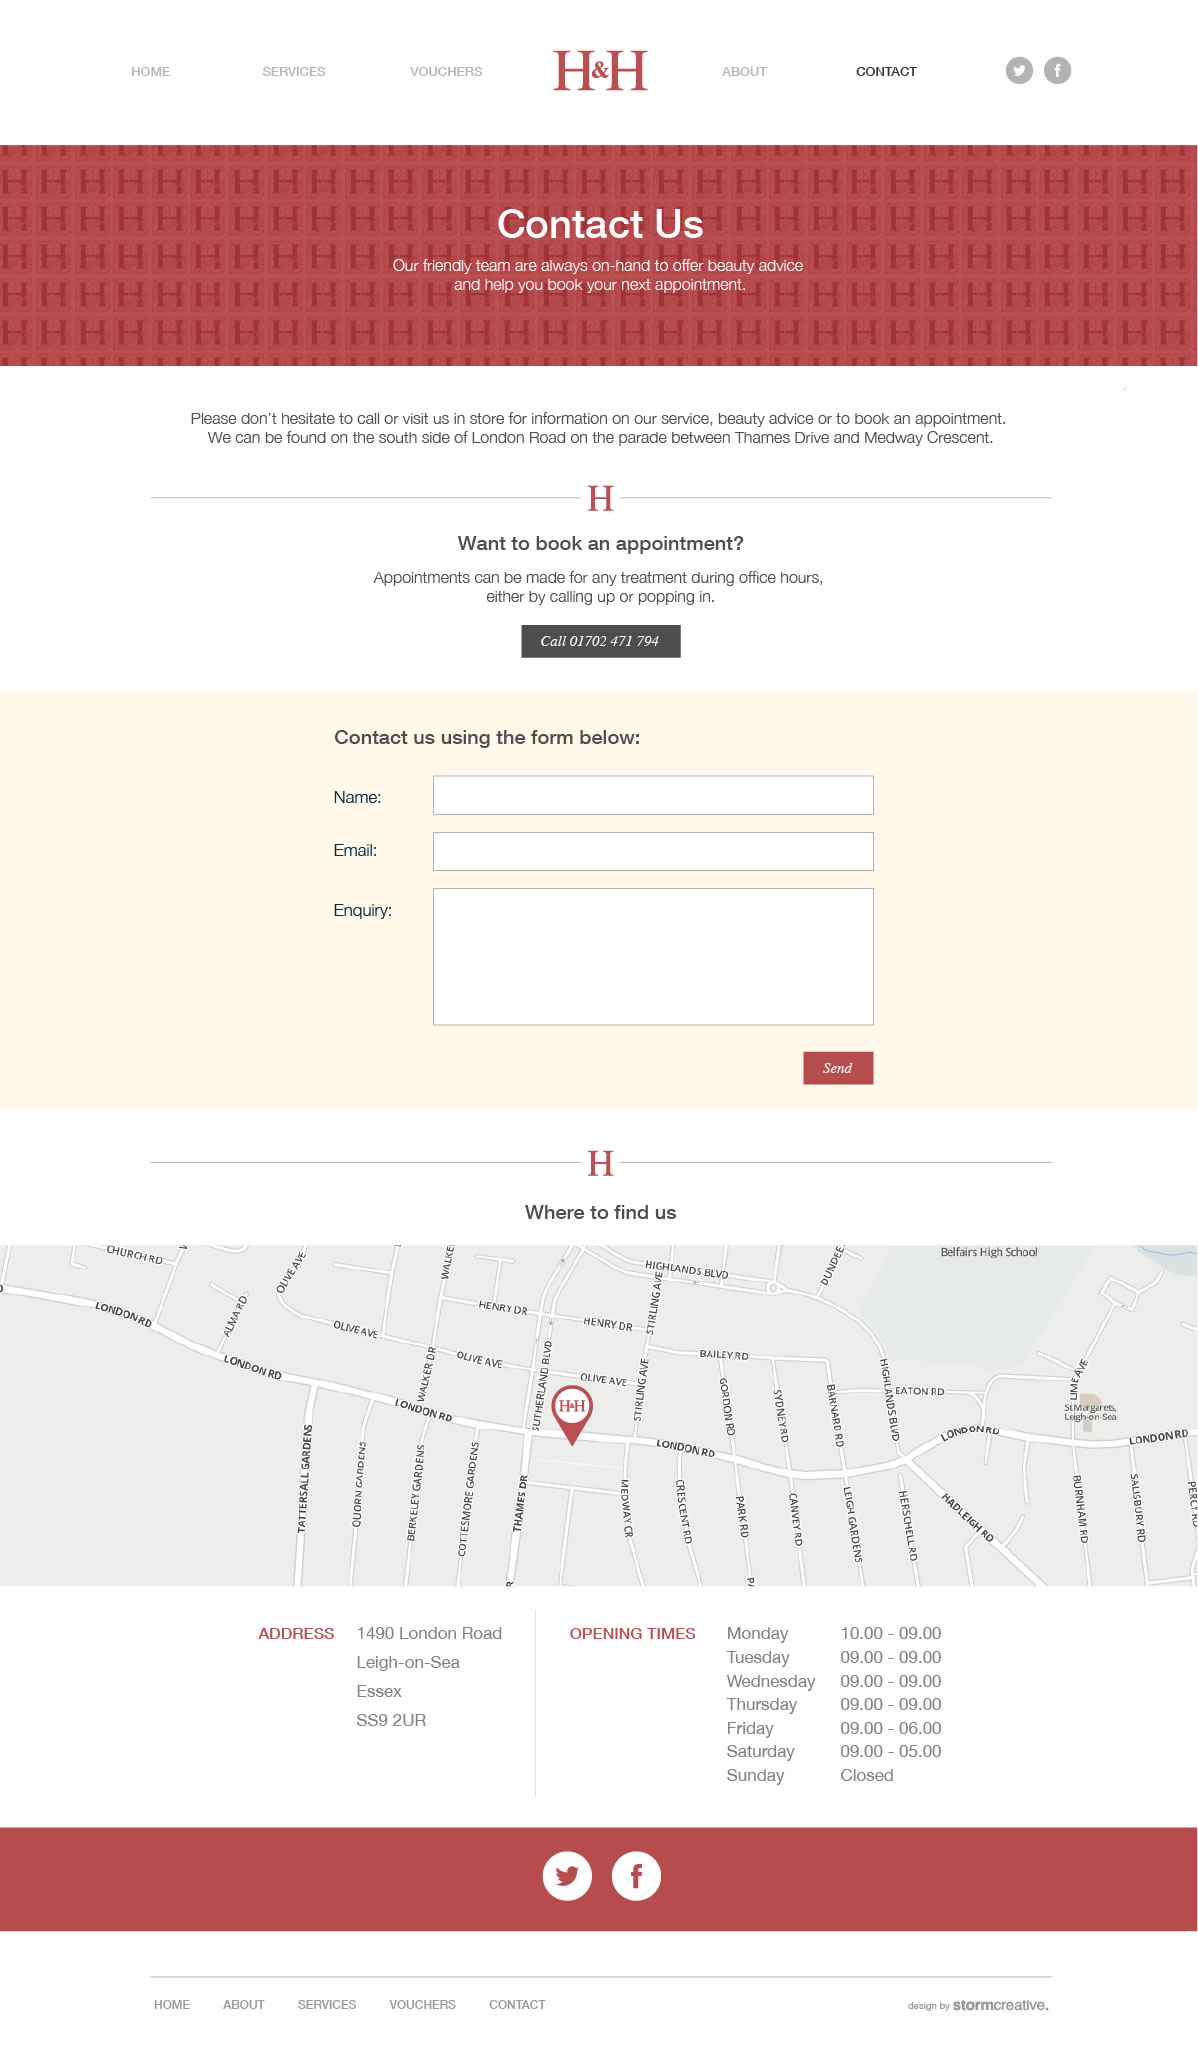 HOME SERVICES VOUCHERS H&H ABOUT CONTACT
Contact Us
Our friendly team are always on-hand to offer beauty advice
and help you book your next appointment.
Please don't hesitate to call or visit us in store for information on our service, beauty advice or to book an appointment.
We can be found on the south side of London Road on the parade between Thames Drive and Medway Crescent.
H
Want to book an appointment?
Appointments can be made for any treatment during office hours,
either by calling up or popping in.
Call 01702 471 794
Contact us using the form below:
Name:
Email:
Enquiry:
Send
H
Where to find us
CHURCH RD
OLIVE AVE
WALKE
HIGHLANDS BLVD
DUNDEE
Belfairs High School
LONDON RD
ALMA RD
OLIVE AVE
HENRY DR
HENRY DR
STIRLING AVE
LONDON RD
WALKER DR
OLIVE AVE
SUTHERLAND BLVD
OLIVE AVE
STIRLING AVE
BAILEY RD
GORDON RD
SYDNEY RD
BARNARD RD
HIGHLANDS BLVD
EATON RD
LIME AVE
St Margarets,
Leigh-on-Sea
LONDON RD
H&H
LONDON RD
LONDON RD
LONDON RD
TATTERSALL GARDENS
QUORN GARDENS
BERKELEY GARDENS
COTTESMORE GARDENS
THAMES DR
MEDWAY CR
CRESCENT RD
PARK RD
CANVEY RD
LEIGH GARDENS
HERSCHELL RD
HADLEIGH RD
BURNHAM RD
SALISBURY RD
PERCY RD
ADDRESS
1490 London Road
Leigh-on-Sea
Essex
SS9 2UR
OPENING TIMES
Monday 10.00 - 09.00
Tuesday 09.00 - 09.00
Wednesday 09.00 - 09.00
Thursday 09.00 - 09.00
Friday 09.00 - 06.00
Saturday 09.00 - 05.00
Sunday Closed
HOME ABOUT SERVICES VOUCHERS CONTACT
design by stormcreative.